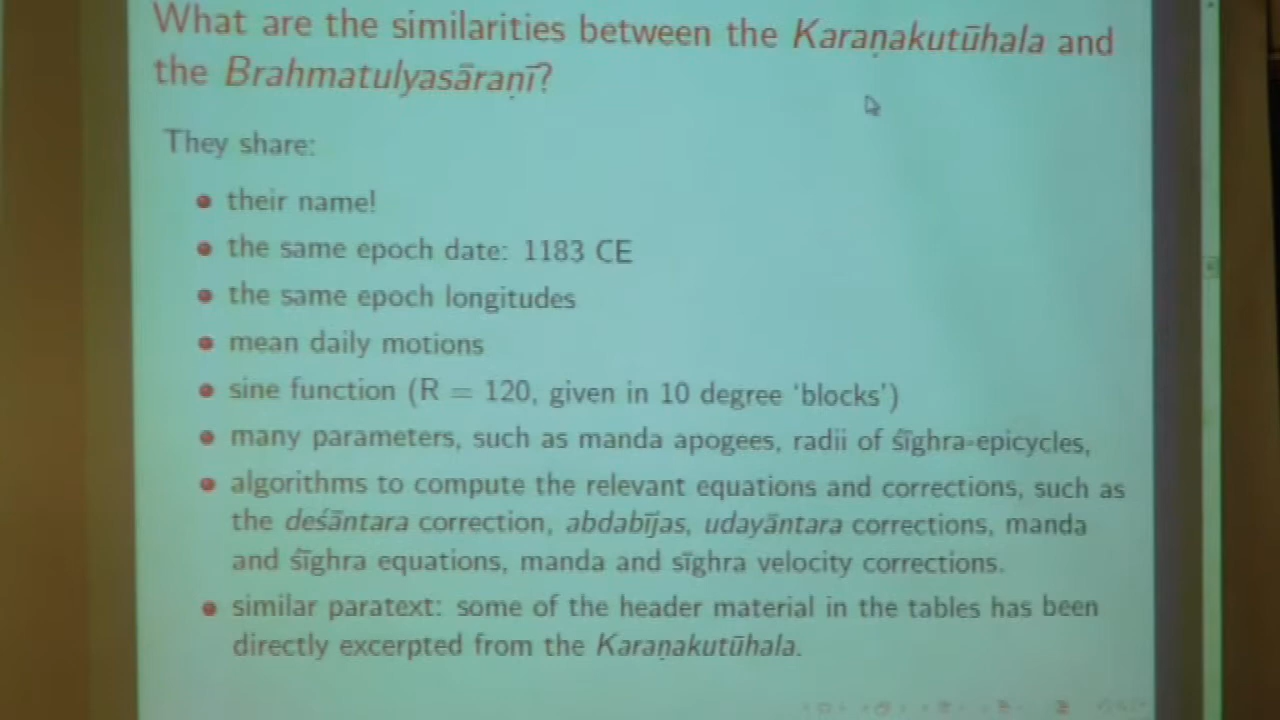 What are the similarities between the Karaṇakutūhala and
the Brahmatulyasāraṇī?
They share:
their name!
the same epoch date: 1183 CE
the same epoch longitudes
mean daily motions
sine function (R = 120, given in 10 degree ‘blocks’)
many parameters, such as manda apogees, radii of śīghra-epicycles,
algorithms to compute the relevant equations and corrections, such as
the deśāntara correction, abdabījas, udayāntara corrections, manda
and śīghra equations, manda and sīghra velocity corrections.
similar paratext: some of the header material in the tables has been
directly excerpted from the Karaṇakutūhala.